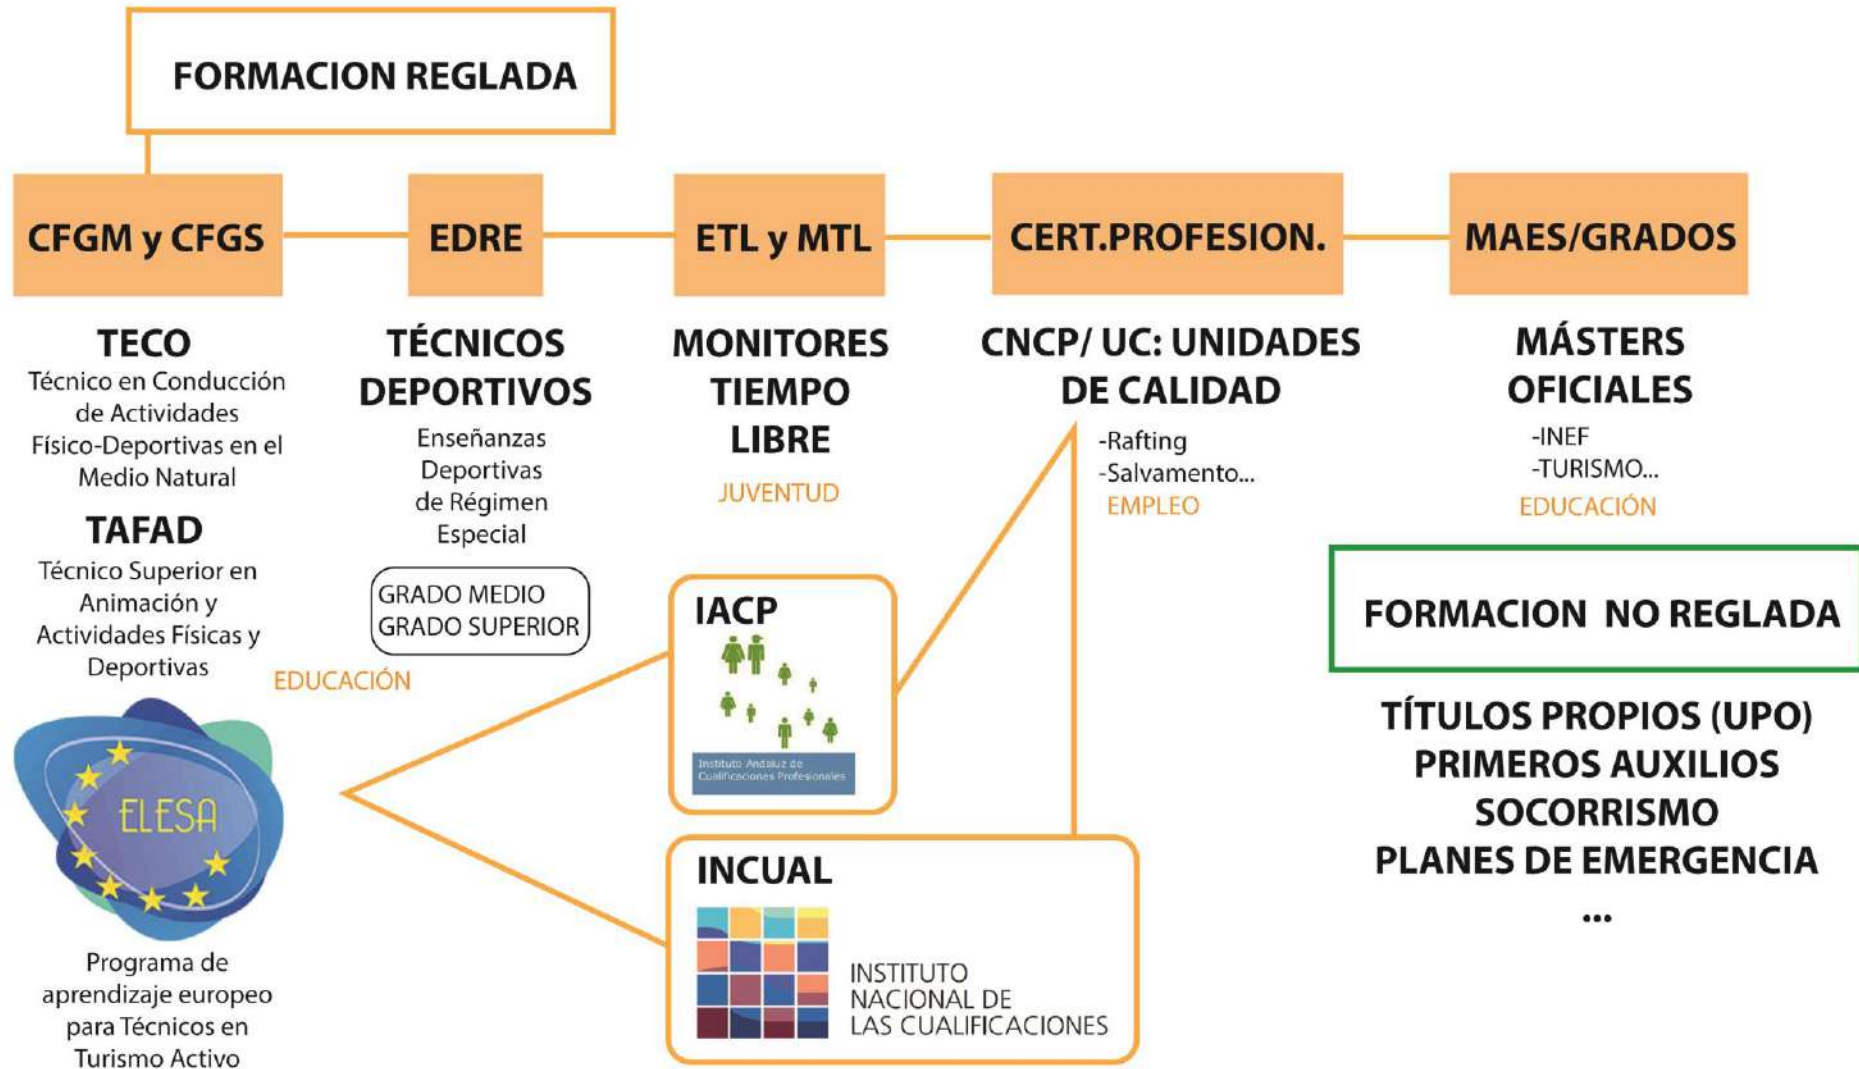 FORMACION REGLADA
CFGM y CFGS
EDRE
ETL y MTL
CERT.PROFESION.
MAES/GRADOS
TECO
Técnico en Conducción
de Actividades
Físico-Deportivas en el
Medio Natural
TAFAD
Técnico Superior en
Animación y
Actividades Físicas y
Deportivas
ELESA
Programa de
aprendizaje europeo
para Técnicos en
Turismo Activo
TÉCNICOS
DEPORTIVOS
Enseñanzas
Deportivas
de Régimen
Especial
GRADO MEDIO
GRADO SUPERIOR
EDUCACIÓN
MONITORES
TIEMPO
LIBRE
JUVENTUD
IACP
Instituto Andaluz de
Cualificaciones Profesionales
INCUAL
INSTITUTO
NACIONAL DE
LAS CUALIFICACIONES
CNCP/ UC: UNIDADES
DE CALIDAD
-Rafting
-Salvamento...
EMPLEO
MÁSTERS
OFICIALES
-INEF
-TURISMO...
EDUCACIÓN
FORMACION NO REGLADA
TÍTULOS PROPIOS (UPO)
PRIMEROS AUXILIOS
SOCORRISMO
PLANES DE EMERGENCIA
...